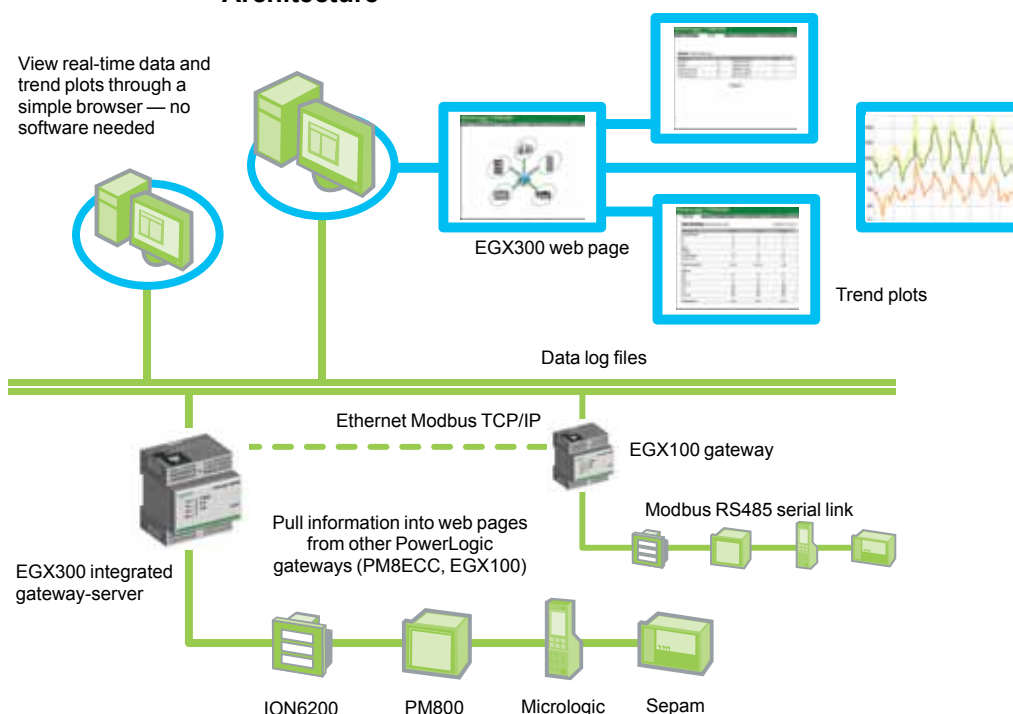 Architecture
View real-time data and
trend plots through a
simple browser — no
software needed
EGX300 web page
Trend plots
Data log files
Ethernet Modbus TCP/IP
EGX100 gateway
Modbus RS485 serial link
Pull information into web pages
from other PowerLogic
gateways (PM8ECC, EGX100)
EGX300 integrated
gateway-server
ION6200
PM800
Micrologic
Sepam